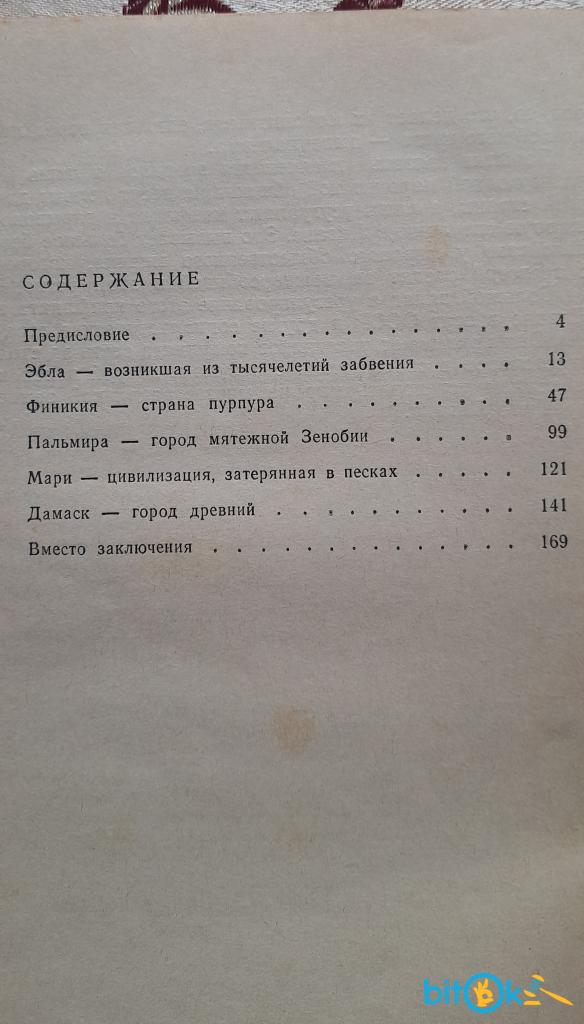 СОДЕРЖАНИЕ
Предисловие . . . . . . . . . . . . . . 4
Эбла — возникшая из тысячелетий забвения . . . . 13
Финикия — страна пурпура . . . . . . . . . 47
Пальмира — город мятежной Зенобии . . . . . 99
Мари — цивилизация, затерянная в песках . . . . . 121
Дамаск — город древний . . . . . . . . . . 141
Вместо заключения . . . . . . . . . . . . . 169
bitOk